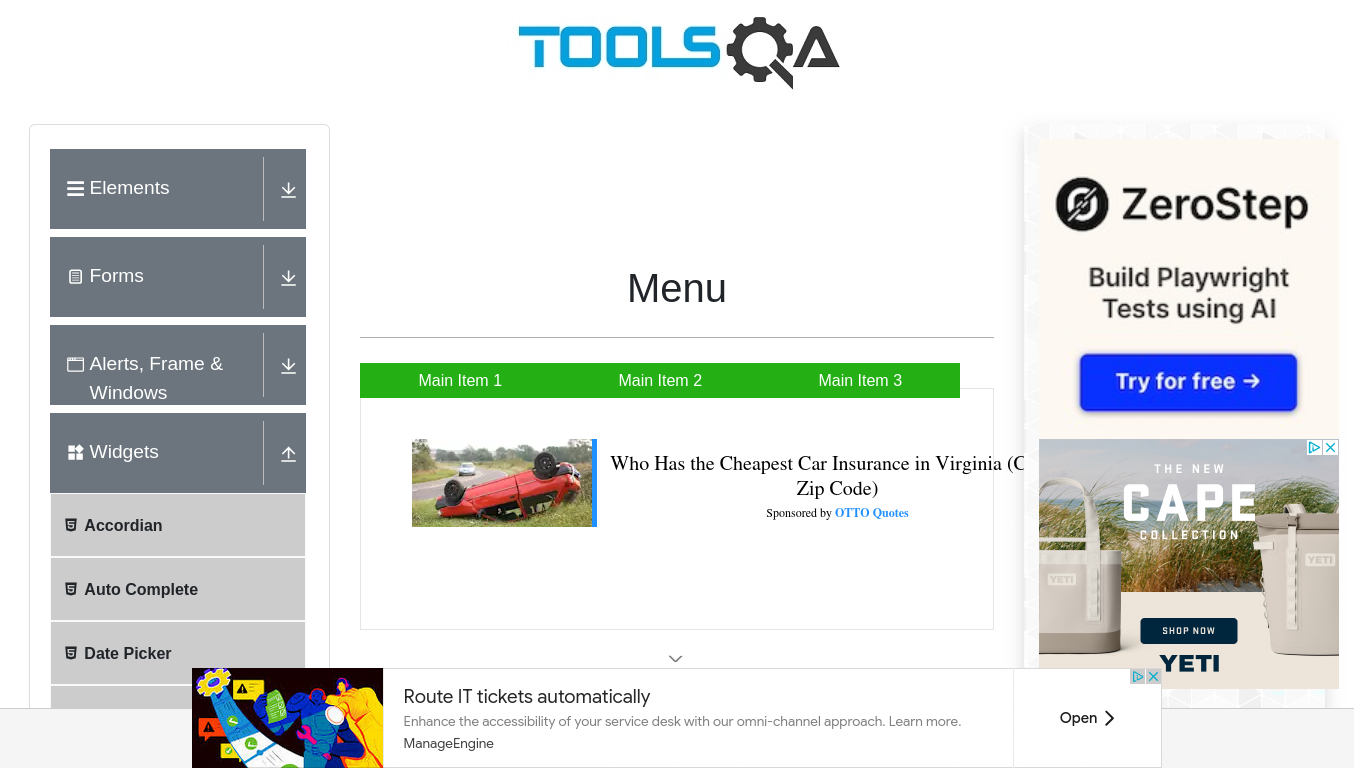 TOOLSQA
Elements
Forms
Alerts, Frame &
Windows
Widgets
Accordian
Auto Complete
Date Picker
Menu
Main Item 1
Main Item 2
Main Item 3
Who Has the Cheapest Car Insurance in Virginia (
Zip Code)
Sponsored by OTTO Quotes
ZeroStep
Build Playwright
Tests using AI
Try for free →
THE NEW
CAPE
COLLECTION
YETI
YETI
SHOP NOW
YETI
Route IT tickets automatically
Enhance the accessibility of your service desk with our omni-channel approach. Learn more.
ManageEngine
Open